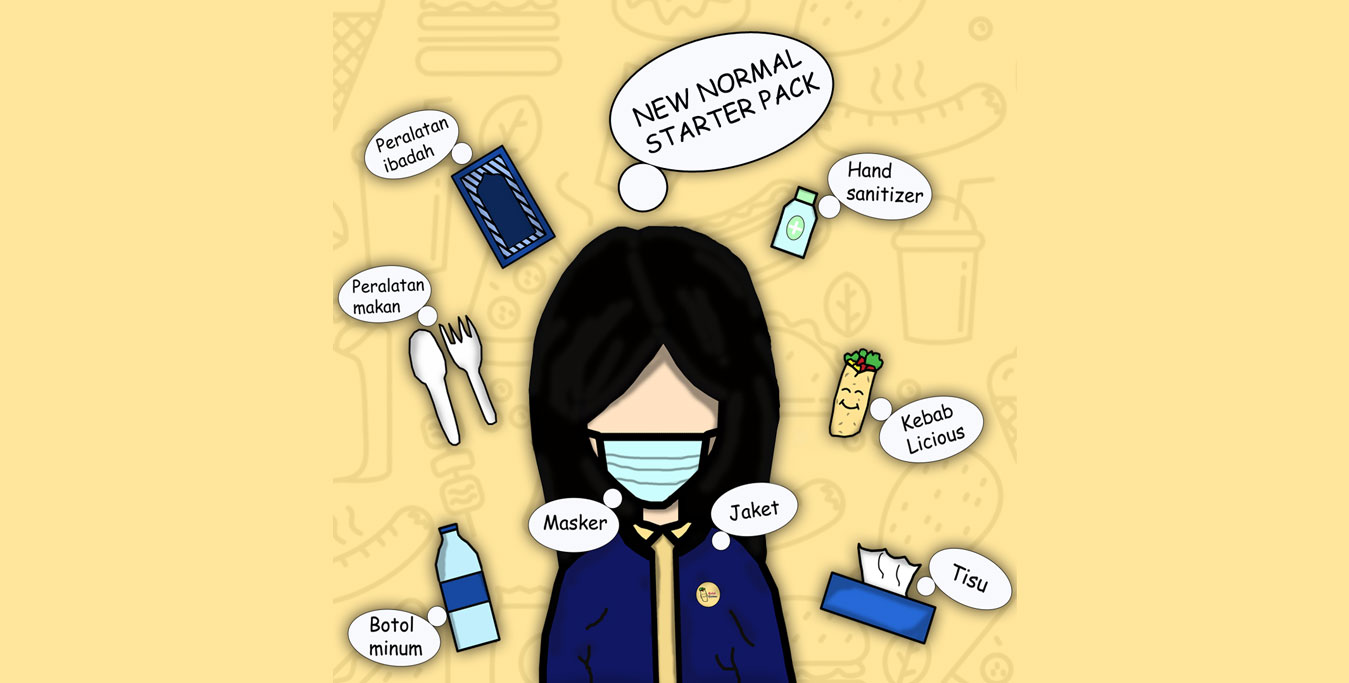 NEW NORMAL
STARTER PACK
Peralatan
ibadah
Hand
sanitizer
Peralatan
makan
Kebab
Licious
Masker
Jaket
Tisu
Botol
minum